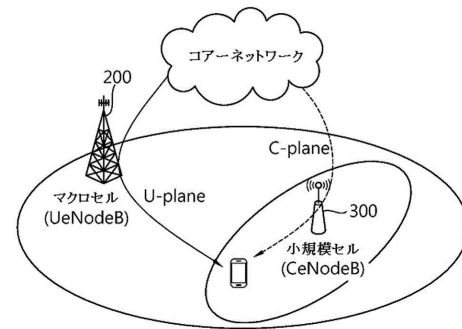 コアーネットワーク
200
C-plane
マクロセル
(UeNodeB)
U-plane
300
小規模セル
(CeNodeB)